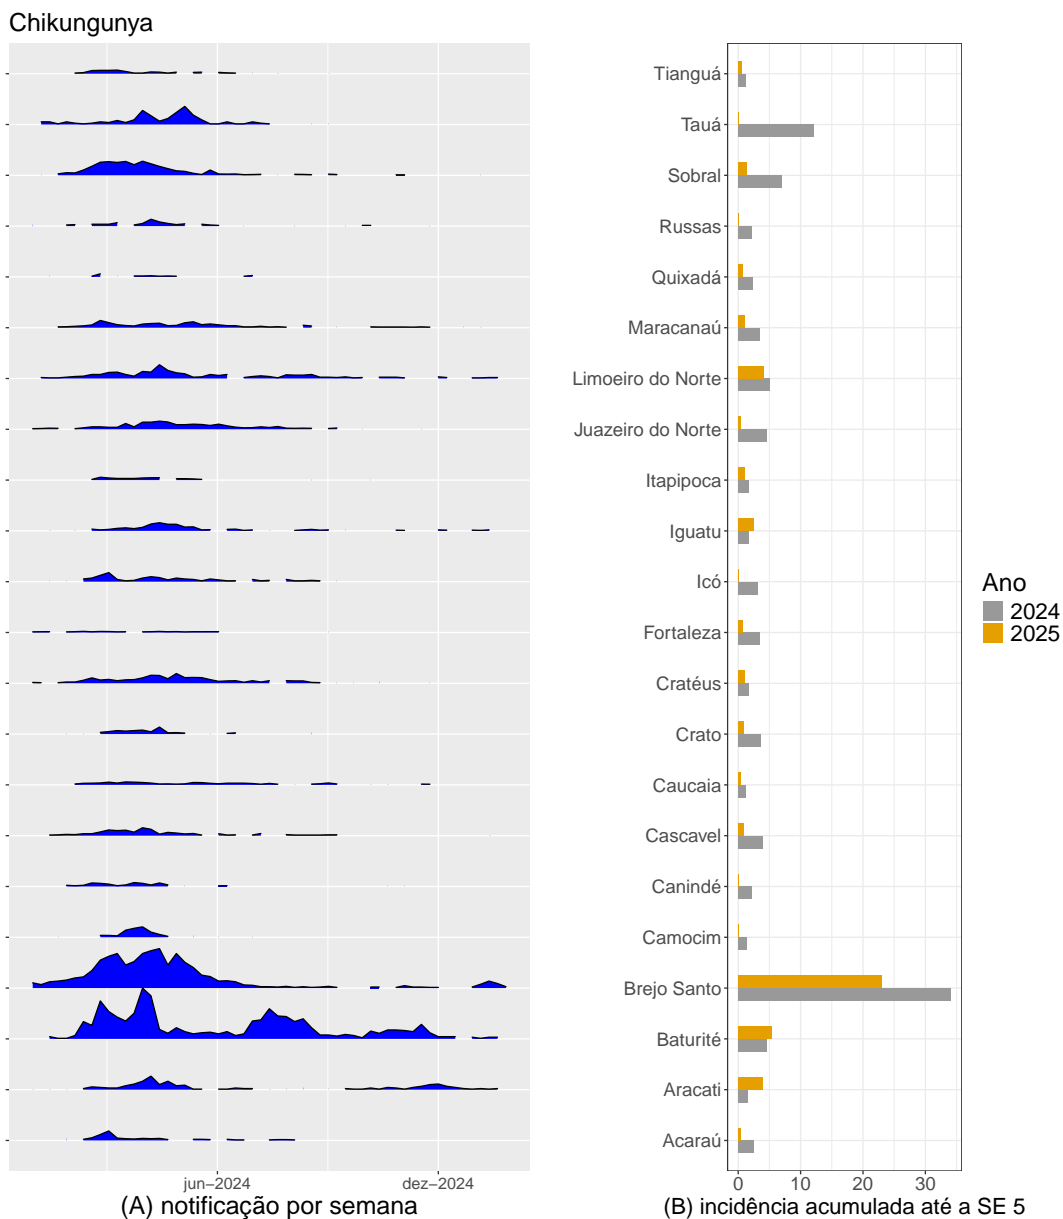 Chikungunya
Tianguá
Tauá
Sobral
Russas
Quixadá
Maracanaú
Limoeiro do Norte
Juazeiro do Norte
Itapipoca
Iguatu
Icó
Fortaleza
Cratéus
Crato
Caucaia
Cascavel
Canindé
Camocim
Brejo Santo
Baturité
Aracati
Acaraú
Ano
2024
2025
jun−2024 dez−2024
0 10 20 30
(A) notificação por semana
(B) incidência acumulada até a SE 5